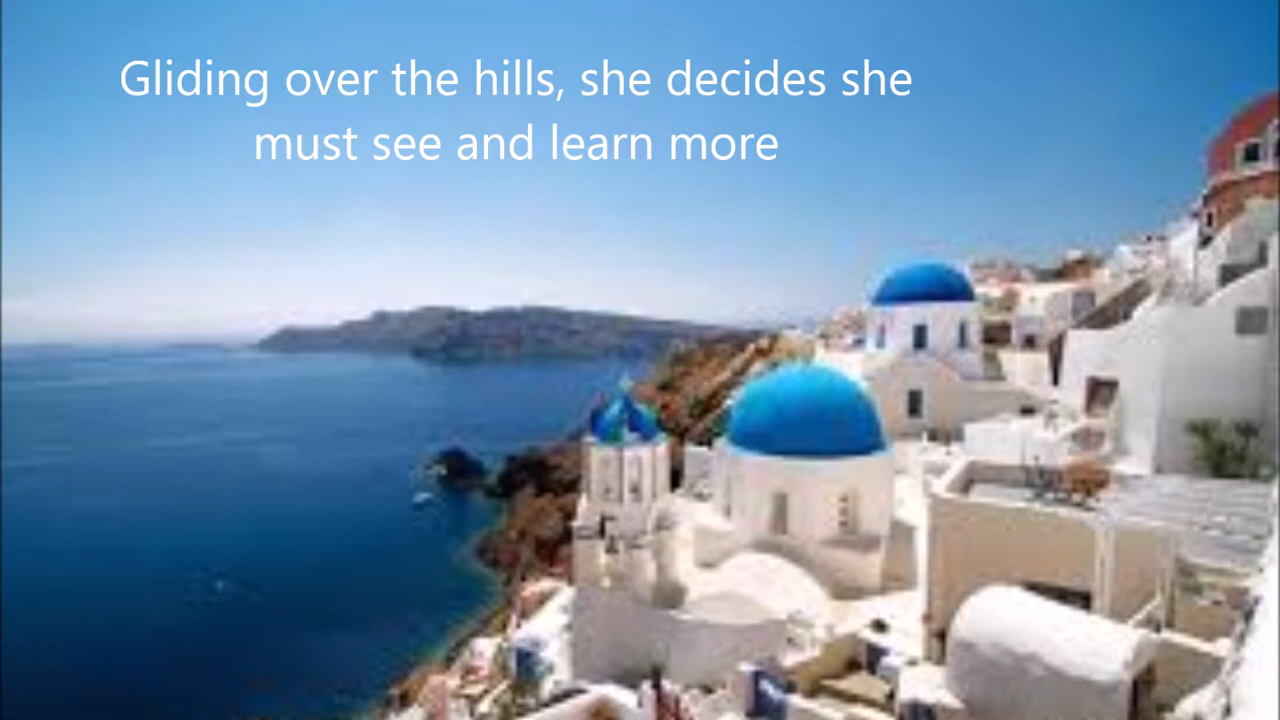 Gliding over the hills, she decides she
must see and learn more